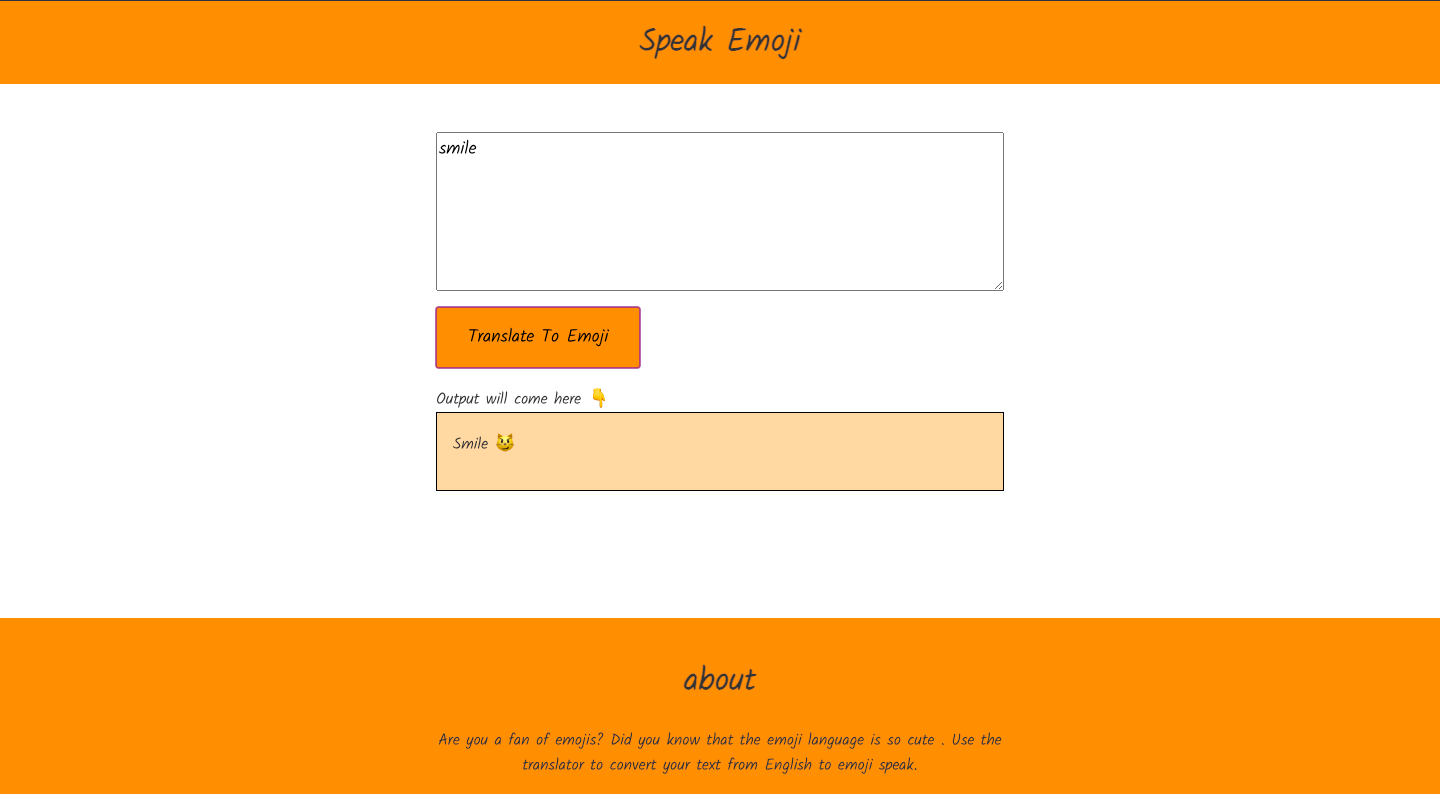 Speak Emoji
smile
Translate To Emoji
Output will come here 👇
Smile 😼
about
Are you a fan of emojis? Did you know that the emoji language is so cute . Use the
translator to convert your text from English to emoji speak.